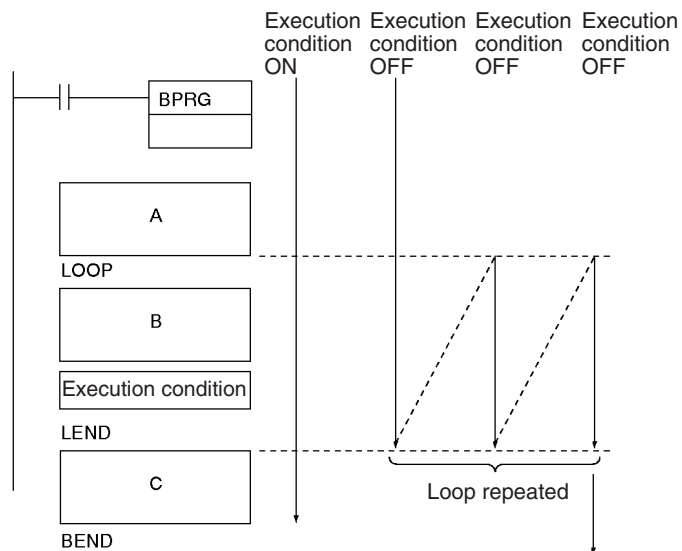 Execution
condition
ON
Execution
condition
OFF
Execution
condition
OFF
Execution
condition
OFF
BPRG
A
LOOP
B
Execution condition
LEND
C
Loop repeated
BEND